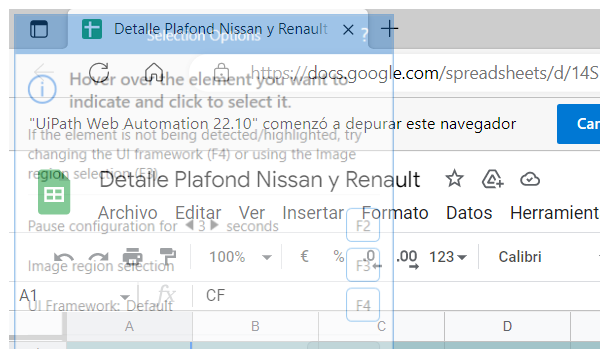 Detalle Plafond Nissan y Renault
Selection Options
?
https://docs.google.com/spreadsheets/d/14S
Hover over the element you want to
indicate and click to select it.
"UiPath Web Automation 22.10" comenzó a depurar este navegador
Can
If the element is not being detected/highlighted, try
changing the UI framework (F4) or using the Image
region selection (F3)
Detalle Plafond Nissan y Renault
Archivo Editar Ver Insertar Formato Datos Herramient
Pause configuration for 3 seconds
F2
100% € % .0 .00 123 Calibri
Image region selection
F3
A1 fx CF
UI Framework: Default
F4
A B C D